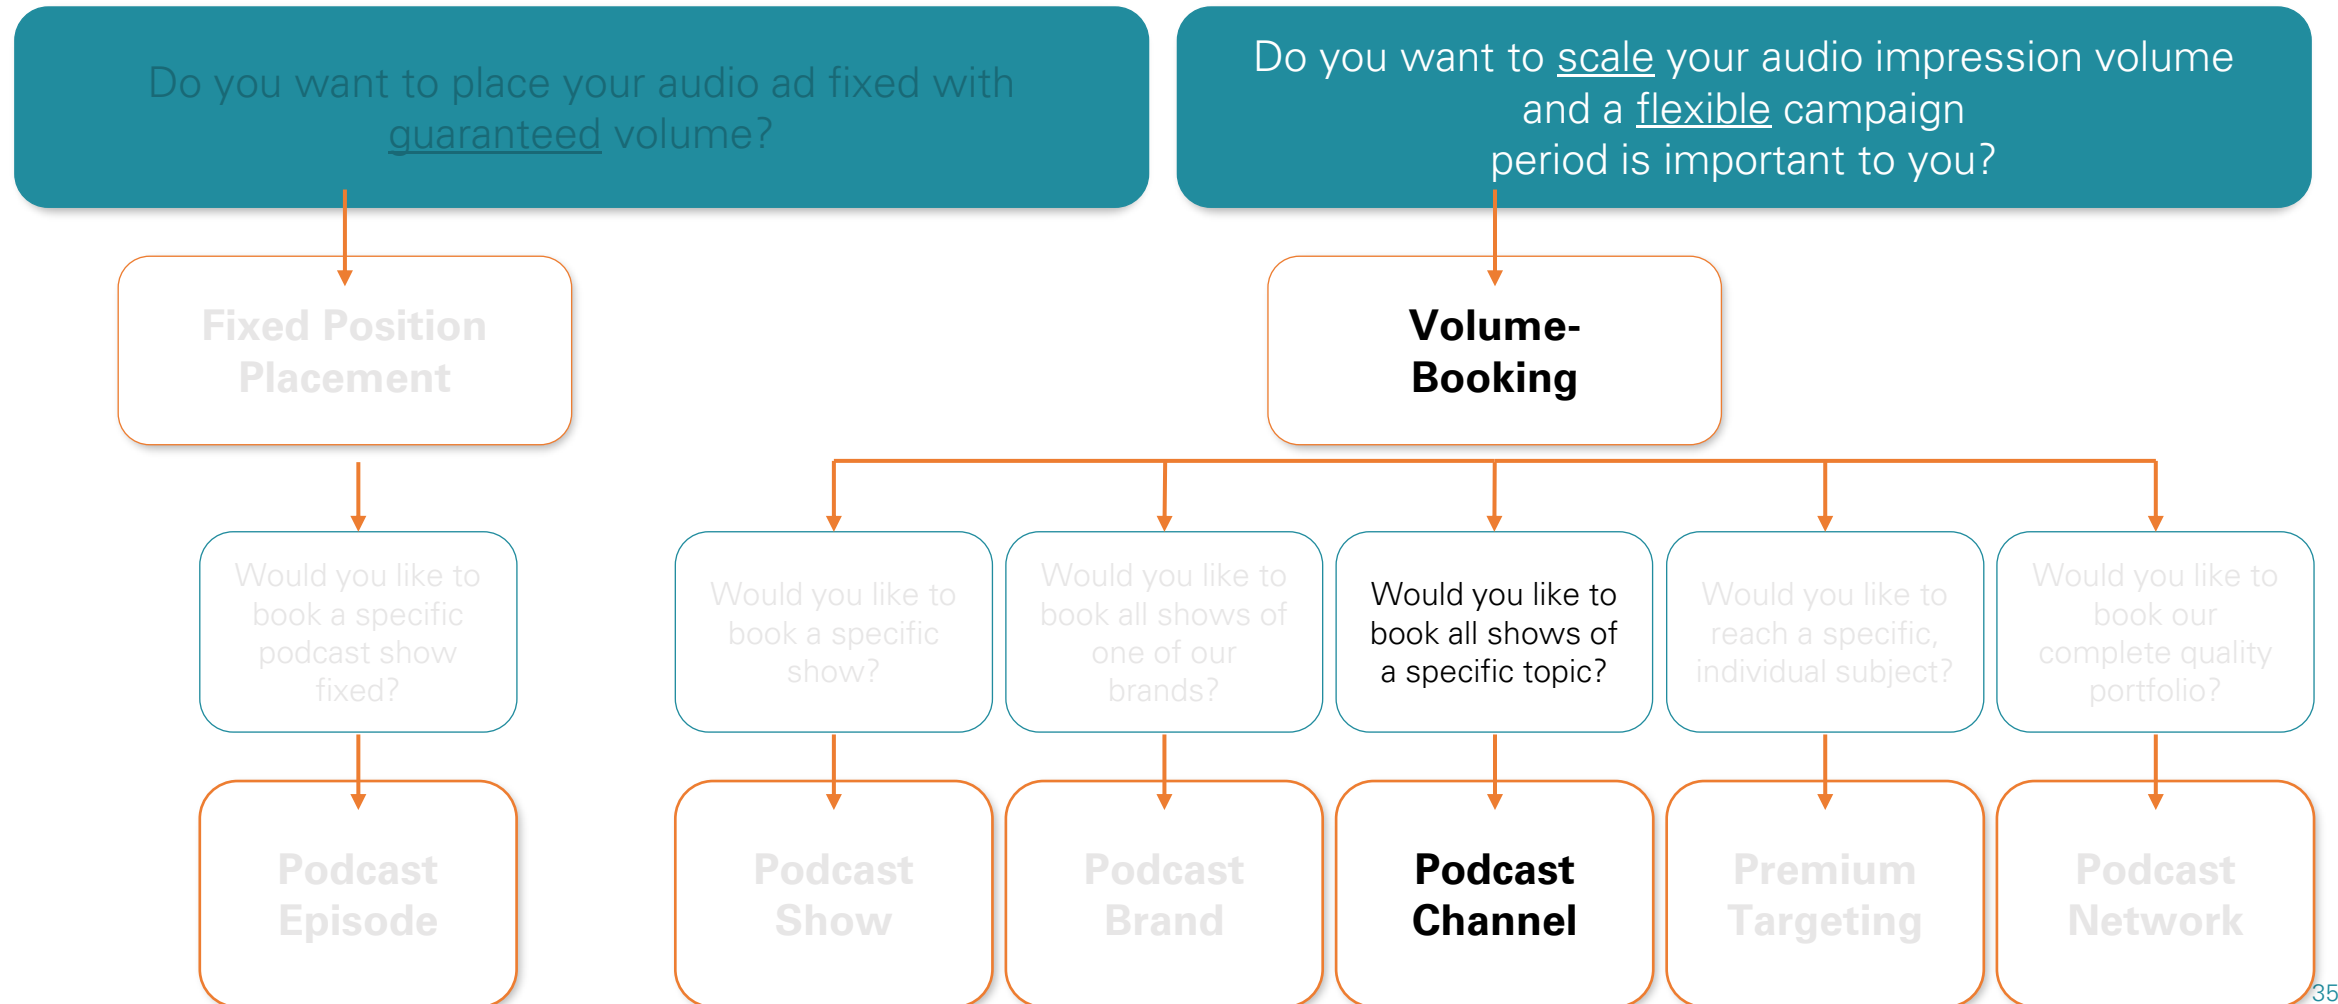 Do you want to place your audio ad fixed with
guaranteed volume?
Do you want to scale your audio impression volume
and a flexible campaign
period is important to you?
Fixed Position
Placement
Volume-
Booking
Would you like to
book a specific
podcast show
fixed?
Would you like to
book a specific
show?
Would you like to
book all shows of
one of our
brands?
Would you like to
book all shows of
a specific topic?
Would you like to
reach a specific,
individual subject?
Would you like to
book our
complete quality
portfolio?
Podcast
Episode
Podcast
Show
Podcast
Brand
Podcast
Channel
Premium
Targeting
Podcast
Network
35